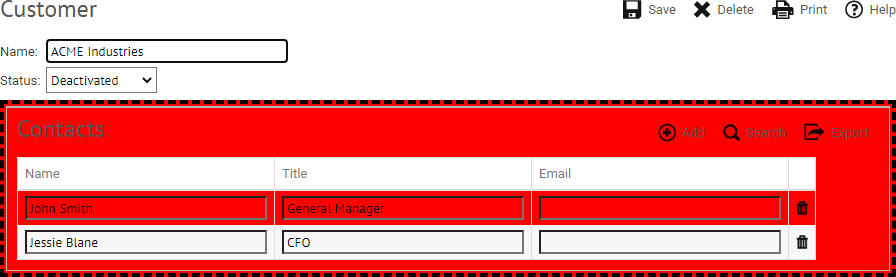 Customer
Save Delete Print Help
Name: ACME Industries
Status: Deactivated
Contacts
Add Search Export
Name Title Email
John Smith General Manager
Jessie Blane CFO